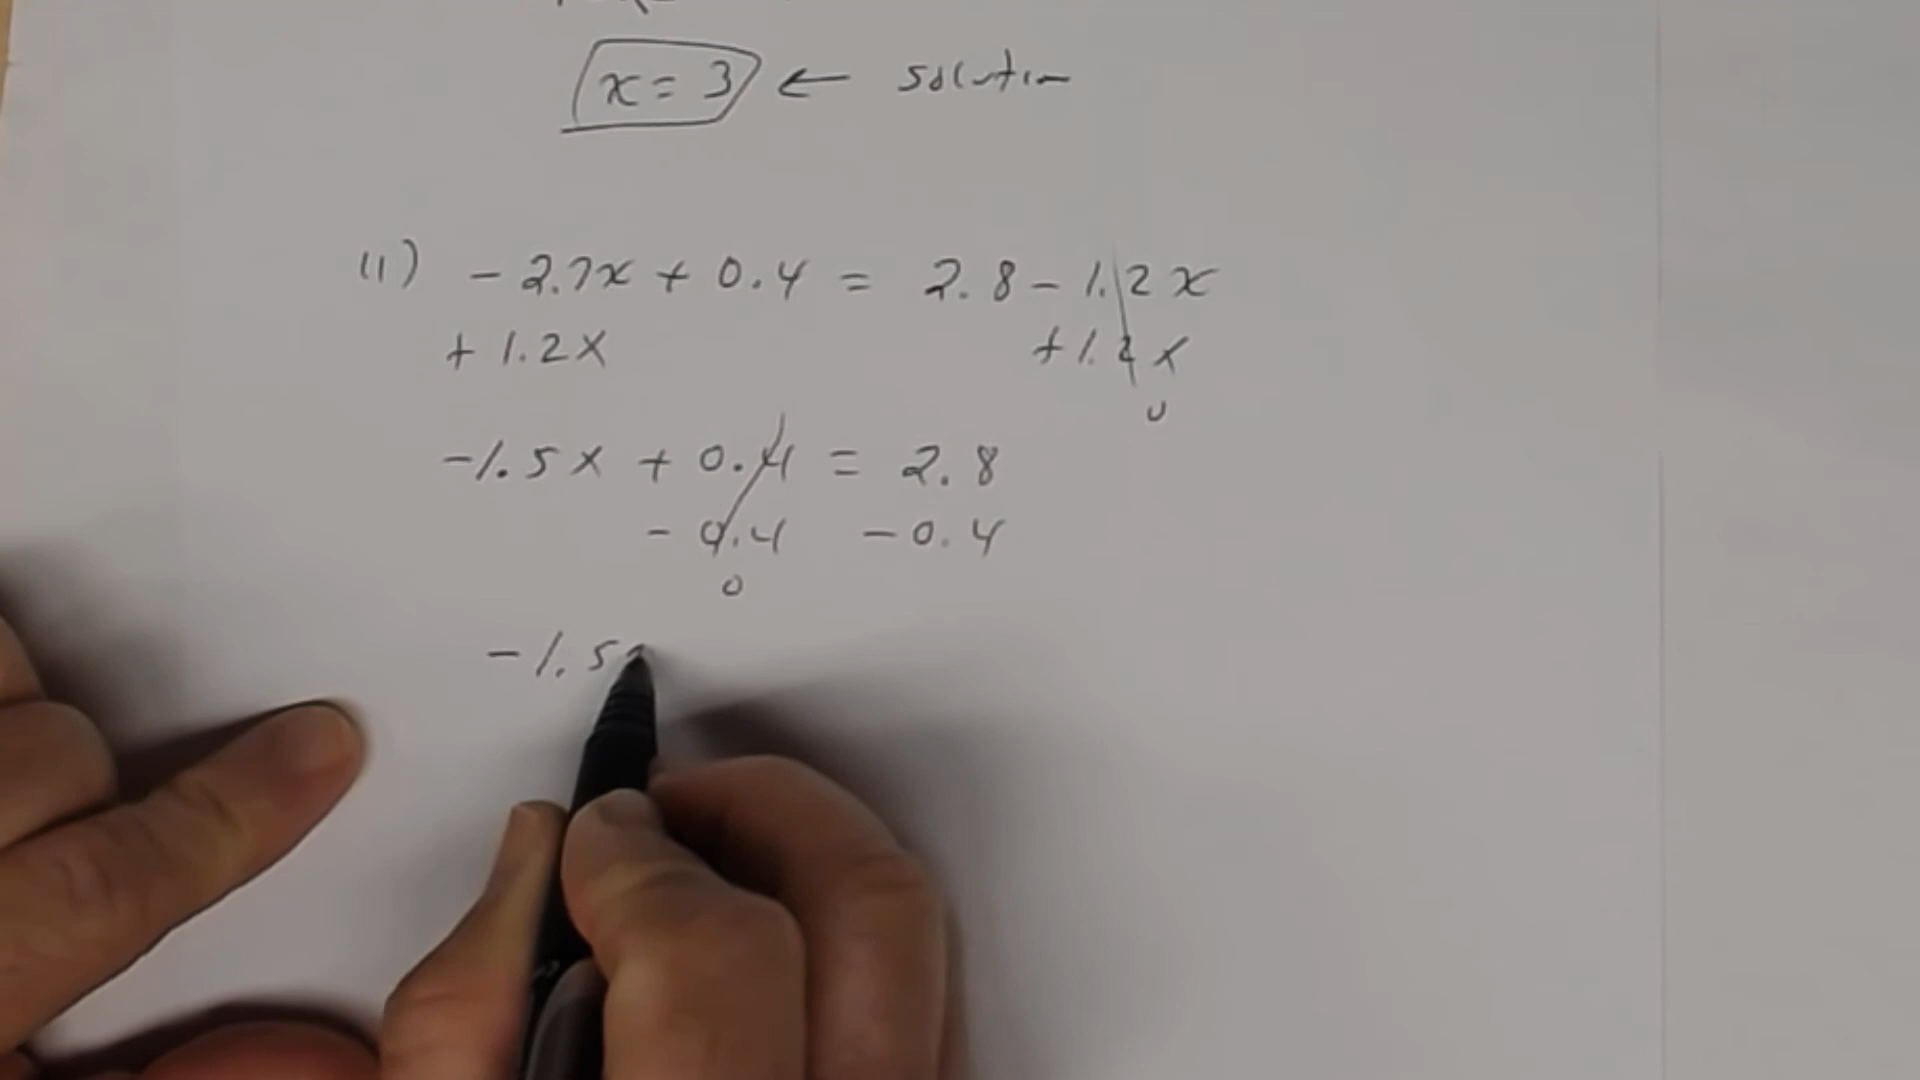 x = 3 ← solution
11) - 2.7x + 0.4 = 2.8 - 1.2x
+ 1.2x + 1.2x
0
-1.5x + 0.4 = 2.8
- 0.4 - 0.4
0
-1.5x